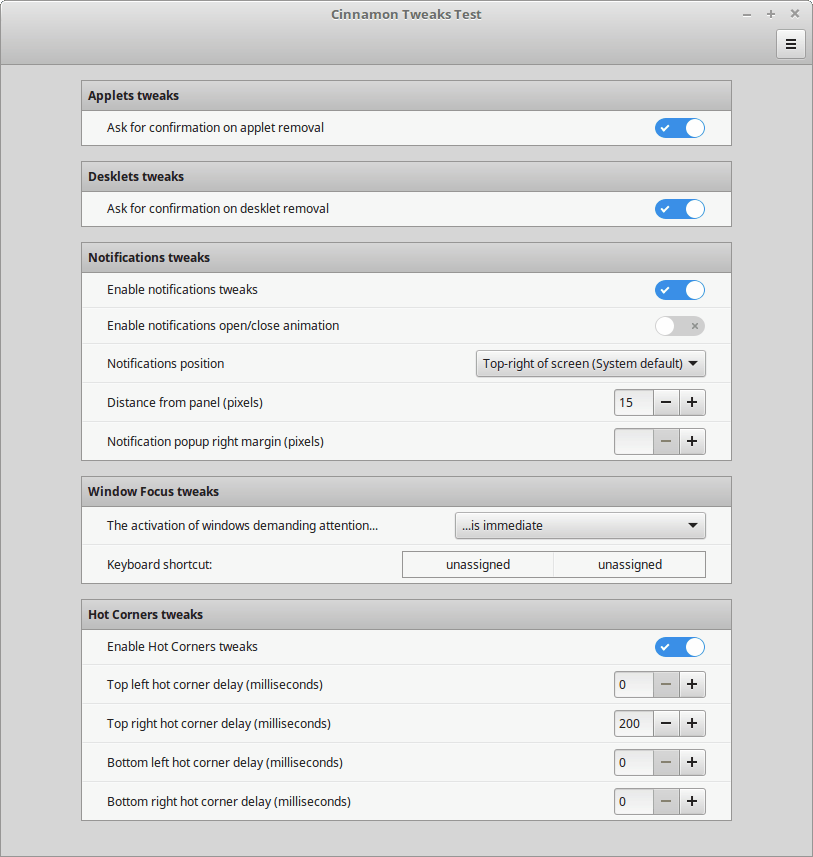 Cinnamon Tweaks Test
Applets tweaks
Ask for confirmation on applet removal
Desklets tweaks
Ask for confirmation on desklet removal
Notifications tweaks
Enable notifications tweaks
Enable notifications open/close animation
Notifications position Top-right of screen (System default)
Distance from panel (pixels) 15
Notification popup right margin (pixels)
Window Focus tweaks
The activation of windows demanding attention... ...is immediate
Keyboard shortcut: unassigned unassigned
Hot Corners tweaks
Enable Hot Corners tweaks
Top left hot corner delay (milliseconds) 0
Top right hot corner delay (milliseconds) 200
Bottom left hot corner delay (milliseconds) 0
Bottom right hot corner delay (milliseconds) 0